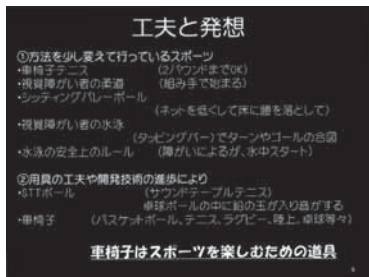 工夫と発想
①方法を少し変えて行っているスポーツ
・車椅子テニス （2バウンドまでOK）
・視覚障がい者の柔道 （組み手で始まる）
・シッティングバレーボール
（ネットを低くして床に腰を落として）
・視覚障がい者の水泳
（タッピングバー）でターンやゴールの合図
・水泳の安全上のルール （障がいによるが、水中スタート）
②用具の工夫や開発技術の進歩により
・STTボール （サウンドテーブルテニス）
卓球ボールの中に鉛の玉が入り音がする
・車椅子 （バスケットボール、テニス、ラグビー、陸上、卓球等々）
車椅子はスポーツを楽しむための道具